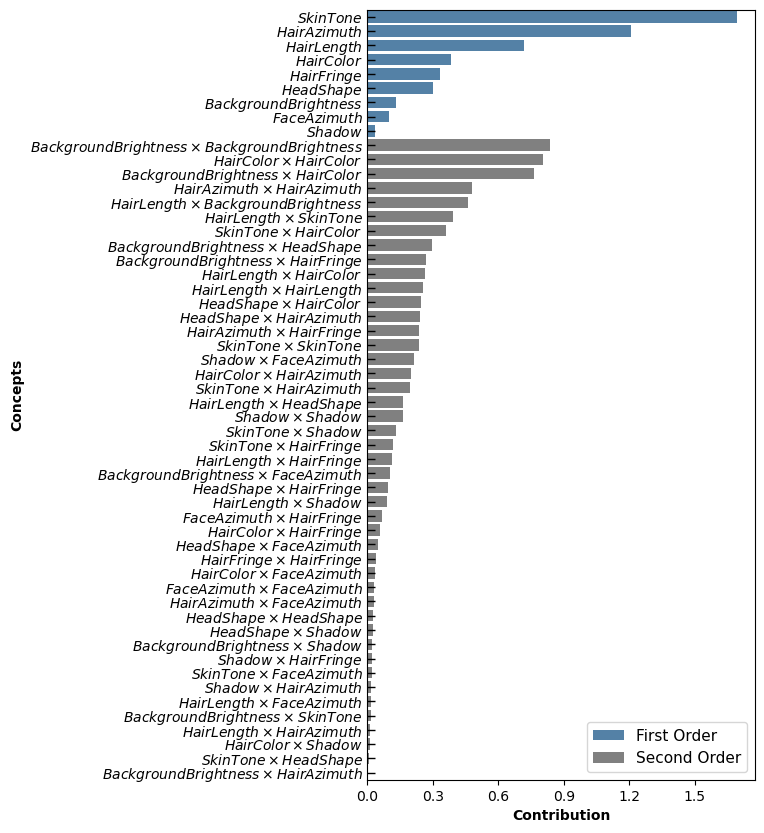 SkinTone
HairAzimuth
HairLength
HairColor
HairFringe
HeadShape
BackgroundBrightness
FaceAzimuth
Shadow
BackgroundBrightness × BackgroundBrightness
HairColor × HairColor
BackgroundBrightness × HairColor
HairAzimuth × HairAzimuth
HairLength × BackgroundBrightness
HairLength × SkinTone
SkinTone × HairColor
BackgroundBrightness × HeadShape
BackgroundBrightness × HairFringe
HairLength × HairColor
HairLength × HairLength
HeadShape × HairColor
HeadShape × HairAzimuth
HairAzimuth × HairFringe
SkinTone × SkinTone
Shadow × FaceAzimuth
HairColor × HairAzimuth
SkinTone × HairAzimuth
HairLength × HeadShape
Shadow × Shadow
SkinTone × Shadow
SkinTone × HairFringe
HairLength × HairFringe
BackgroundBrightness × FaceAzimuth
HeadShape × HairFringe
HairLength × Shadow
FaceAzimuth × HairFringe
HairColor × HairFringe
HeadShape × FaceAzimuth
HairFringe × HairFringe
HairColor × FaceAzimuth
FaceAzimuth × FaceAzimuth
HairAzimuth × FaceAzimuth
HeadShape × HeadShape
HeadShape × Shadow
BackgroundBrightness × Shadow
Shadow × HairFringe
SkinTone × FaceAzimuth
Shadow × HairAzimuth
HairLength × FaceAzimuth
BackgroundBrightness × SkinTone
HairLength × HairAzimuth
HairColor × Shadow
SkinTone × HeadShape
BackgroundBrightness × HairAzimuth
Concepts
First Order
Second Order
0.0 0.3 0.6 0.9 1.2 1.5
Contribution